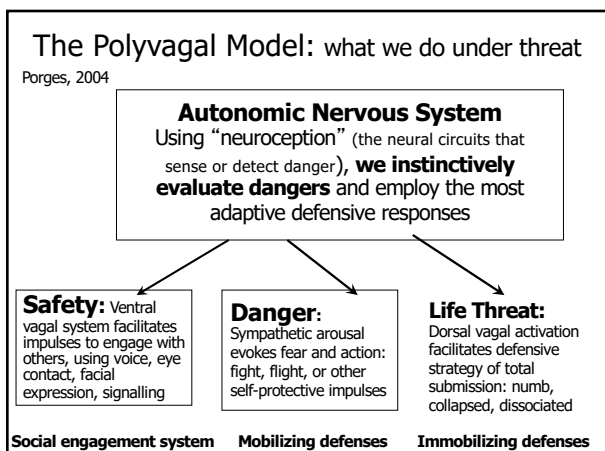 The Polyvagal Model: what we do under threat
Porges, 2004
Autonomic Nervous System
Using “neuroception” (the neural circuits that
sense or detect danger), we instinctively
evaluate dangers and employ the most
adaptive defensive responses
Safety: Ventral
vagal system facilitates
impulses to engage with
others, using voice, eye
contact, facial
expression, signalling
Danger:
Sympathetic arousal
evokes fear and action:
fight, flight, or other
self-protective impulses
Life Threat:
Dorsal vagal activation
facilitates defensive
strategy of total
submission: numb,
collapsed, dissociated
Social engagement system
Mobilizing defenses
Immobilizing defenses